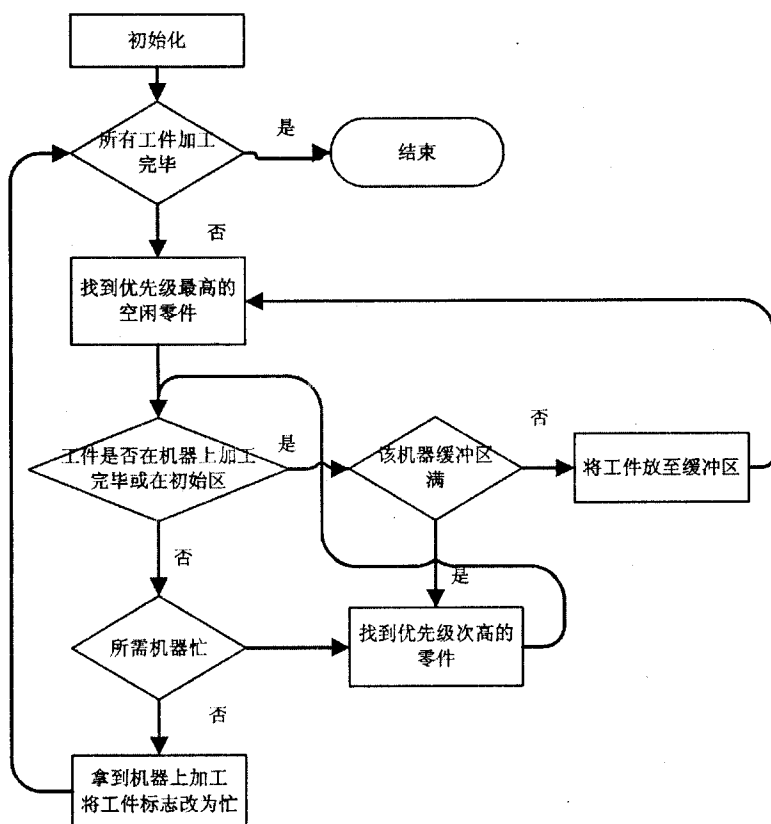 初始化
所有工件加工
完毕
是
结束
否
找到优先级最高的
空闲零件
工件是否在机器上加工
完毕或在初始区
是
该机器缓冲区
满
否
将工件放至缓冲区
否
是
所需机器忙
找到优先级次高的
零件
否
拿到机器上加工
将工件标志改为忙